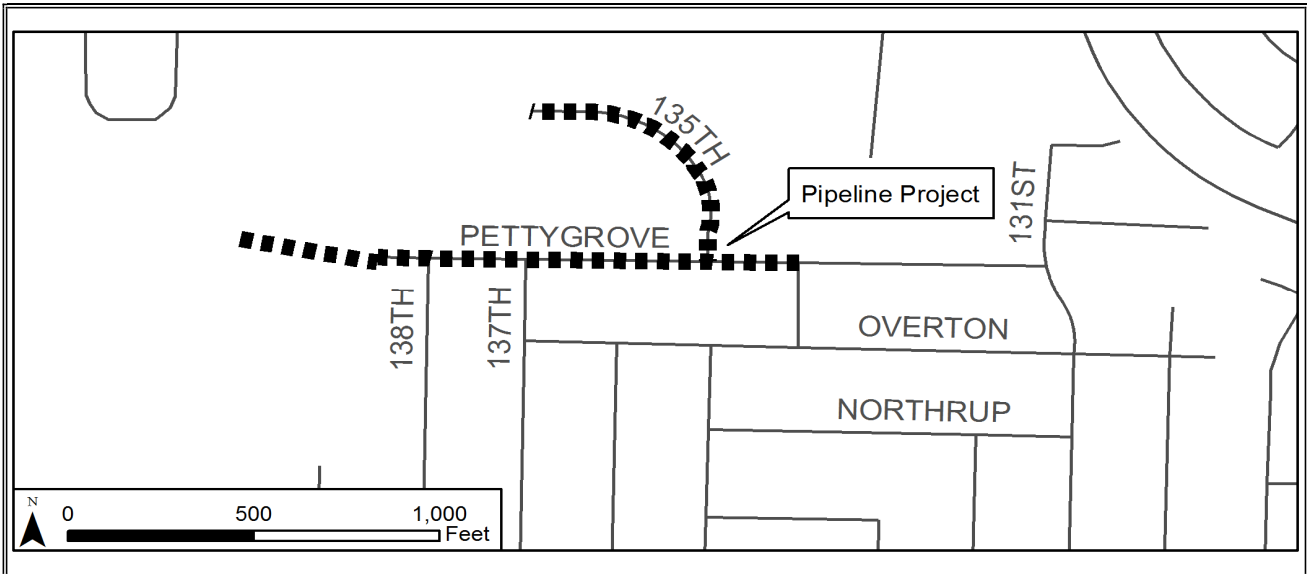 135TH
Pipeline Project
131ST
PETTYGROVE
138TH
137TH
OVERTON
NORTHRUP
N
0 500 1,000
Feet